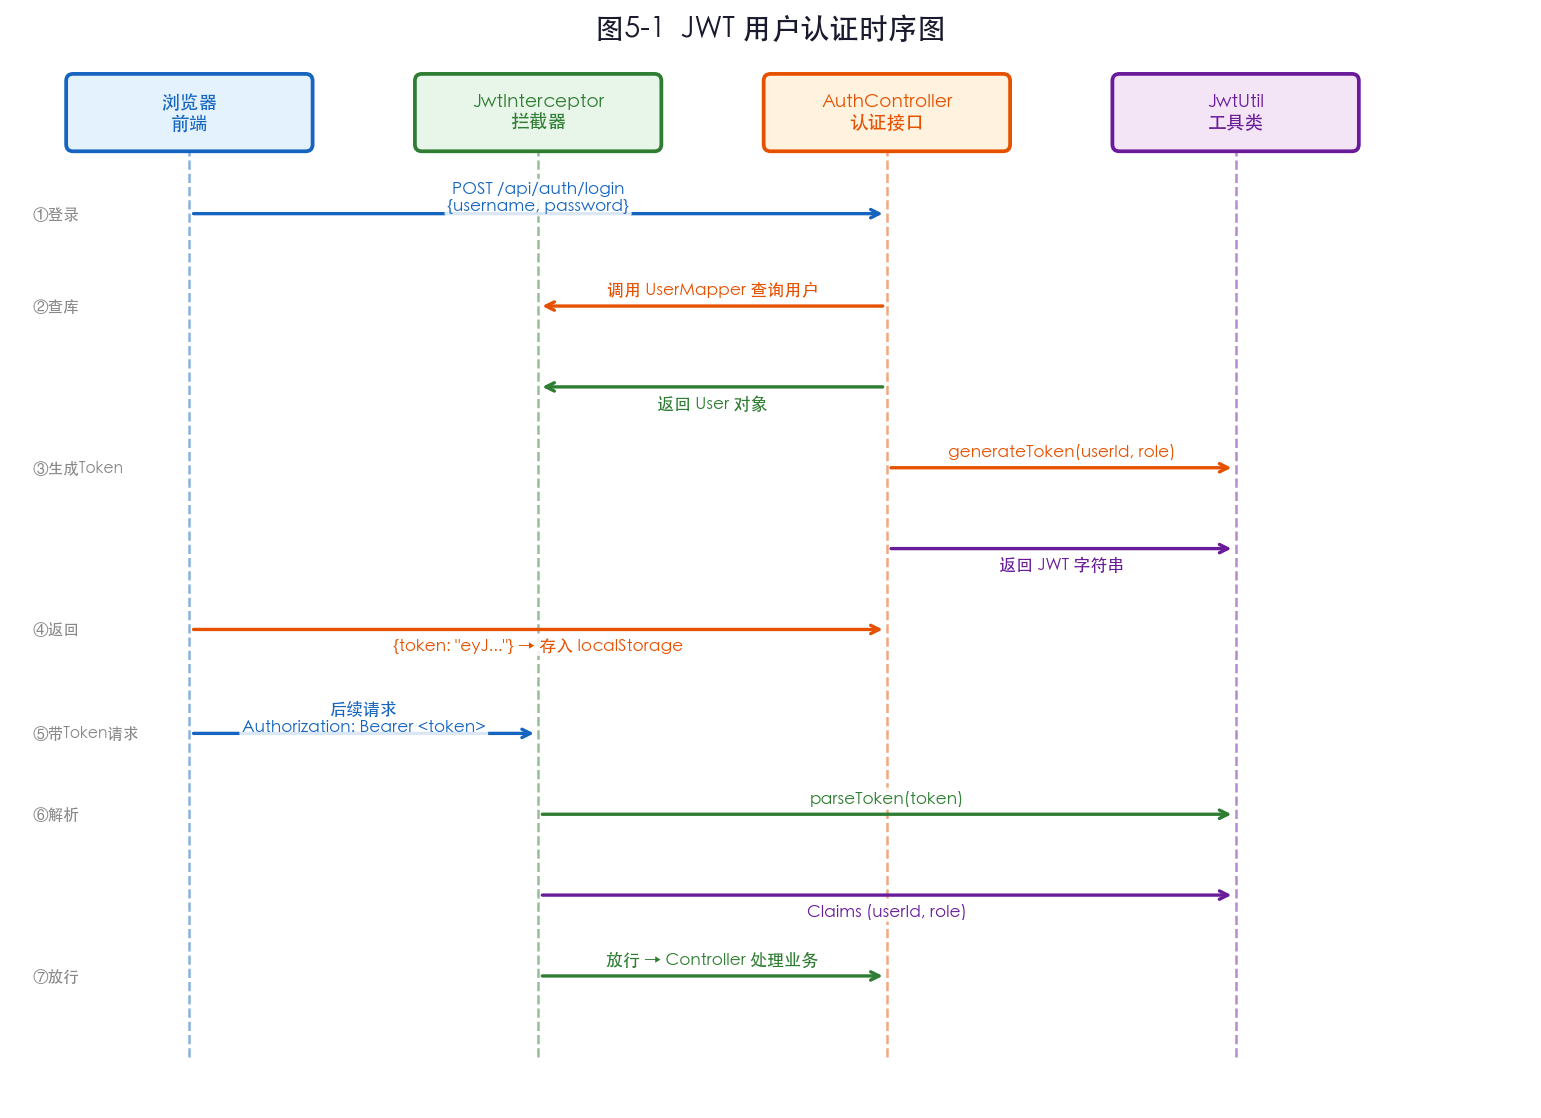 图5-1 JWT 用户认证时序图
浏览器
前端
JwtInterceptor
拦截器
AuthController
认证接口
JwtUtil
工具类
POST /api/auth/login
{username, password}
①登录
调用 UserMapper 查询用户
②查库
返回 User 对象
generateToken(userId, role)
③生成Token
返回 JWT 字符串
④返回
{token: "eyJ..."} → 存入 localStorage
后续请求
Authorization: Bearer <token>
⑤带Token请求
parseToken(token)
⑥解析
Claims (userId, role)
放行 → Controller 处理业务
⑦放行